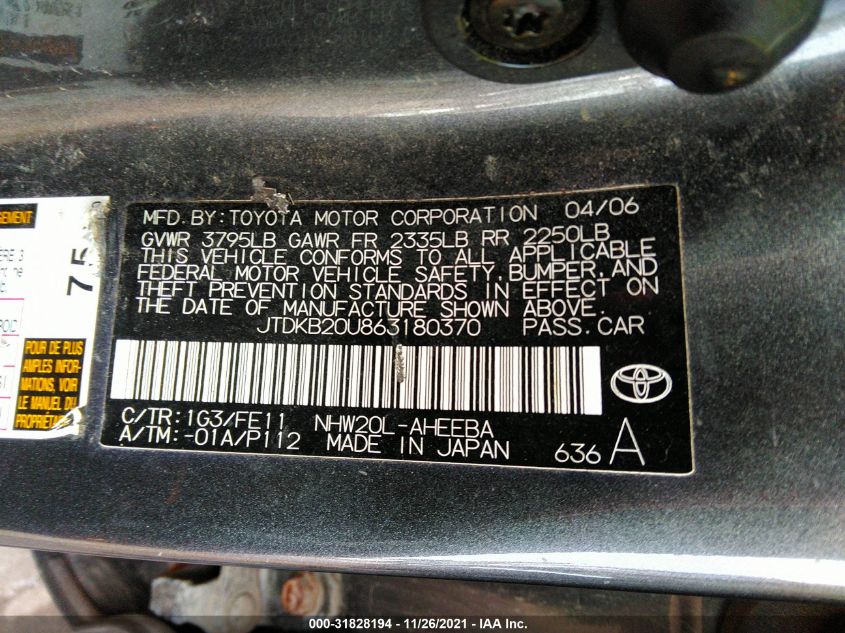 MFD. BY: TOYOTA MOTOR CORPORATION 04/06
GVWR 3795LB GAWR FR 2335LB RR 2250LB
THIS VEHICLE CONFORMS TO ALL APPLICABLE
FEDERAL MOTOR VEHICLE SAFETY, BUMPER, AND
THEFT PREVENTION STANDARDS IN EFFECT ON
THE DATE OF MANUFACTURE SHOWN ABOVE.
JTDKB20U863180370 PASS. CAR
C/TR: 1G3/FE11 NHW20L-AHEEBA
A/TM: -01A/P112 MADE IN JAPAN 636 A
75
POUR DE PLUS
AMPLES INFOR-
MATIONS, VOIR
LE MANUEL DU
000-31828194 - 11/26/2021 - IAA Inc.